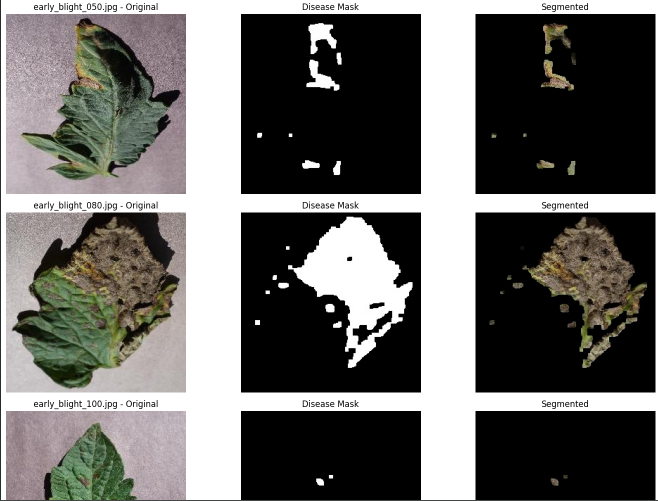 early_blight_050.jpg - Original
Disease Mask
Segmented
early_blight_080.jpg - Original
Disease Mask
Segmented
early_blight_100.jpg - Original
Disease Mask
Segmented